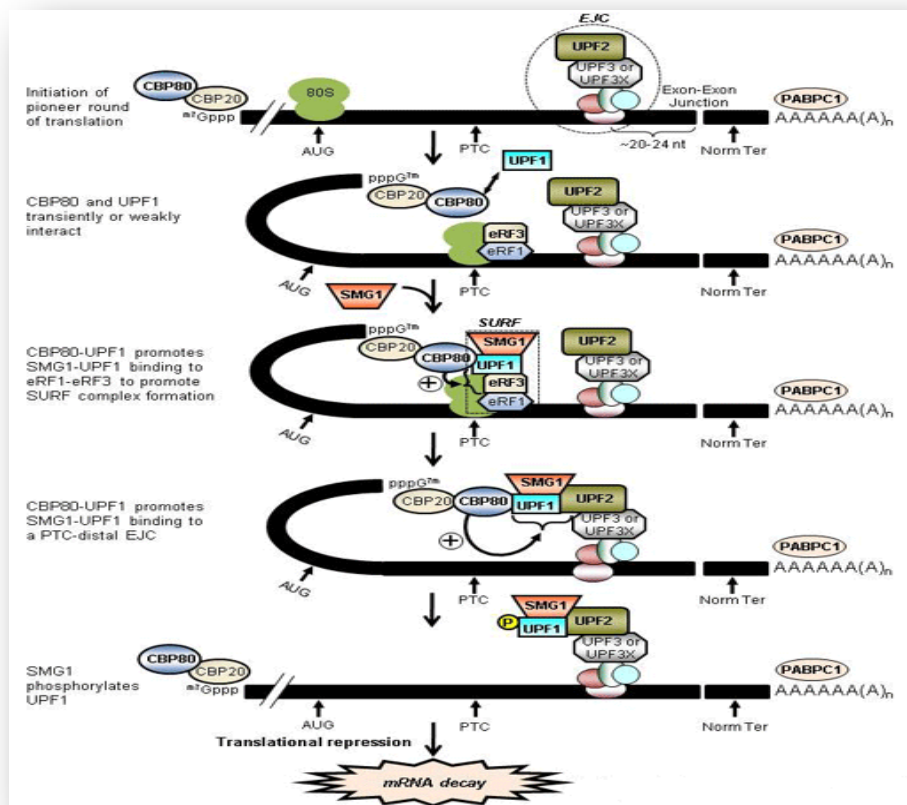 EJC
UPF2
UPF3 or
UPF3X
CBP80
CBP20
m7Gppp
80S
Initiation of
pioneer round
of translation
Exon-Exon
Junction
PABPC1
AAAAAA(A)n
AUG
PTC
~20-24 nt
Norm Ter
UPF1
pppG7m
CBP20
CBP80
UPF2
UPF3 or
UPF3X
CBP80 and UPF1
transiently or weakly
interact
eRF3
eRF1
PABPC1
AAAAAA(A)n
AUG
SMG1
PTC
Norm Ter
SURF
pppG7m
CBP20
CBP80
SMG1
UPF1
UPF2
UPF3 or
UPF3X
CBP80-UPF1 promotes
SMG1-UPF1 binding to
eRF1-eRF3 to promote
SURF complex formation
+
eRF3
eRF1
PABPC1
AAAAAA(A)n
AUG
PTC
Norm Ter
pppG7m
CBP20
CBP80
SMG1
UPF1
UPF2
UPF3 or
UPF3X
CBP80-UPF1 promotes
SMG1-UPF1 binding to
a PTC-distal EJC
+
PABPC1
AAAAAA(A)n
AUG
PTC
Norm Ter
P
SMG1
UPF1
UPF2
UPF3 or
UPF3X
CBP80
CBP20
m7Gppp
SMG1
phosphorylates
UPF1
PABPC1
AAAAAA(A)n
AUG
PTC
Norm Ter
Translational repression
mRNA decay